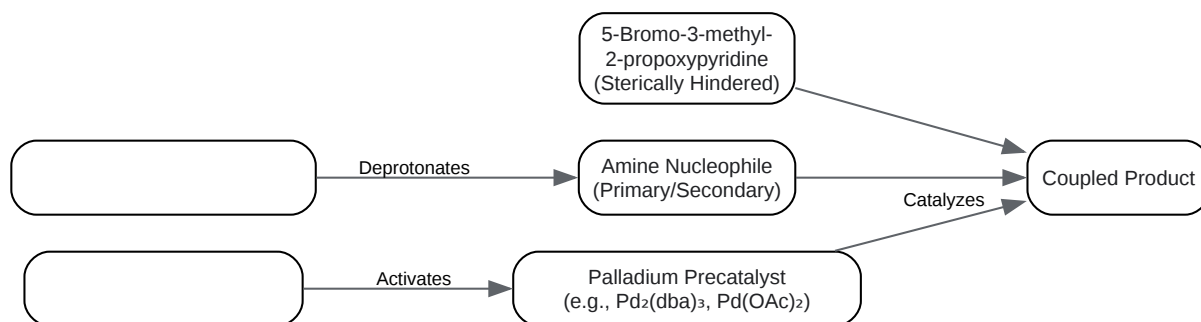 5-Bromo-3-methyl-
2-propoxypyridine
(Sterically Hindered)
Deprotonates
Amine Nucleophile
(Primary/Secondary)
Coupled Product
Catalyzes
Activates
Palladium Precatalyst
(e.g., Pd₂(dba)₃, Pd(OAc)₂)